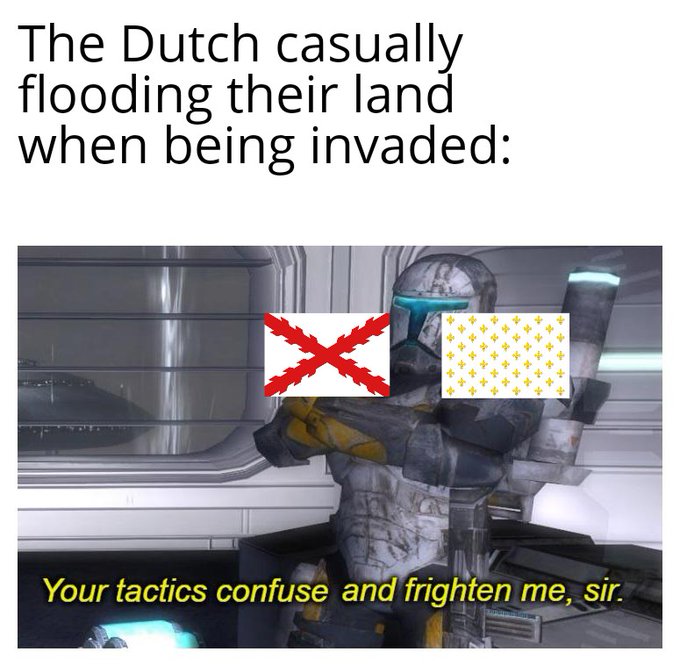 The Dutch casually
flooding their land
when being invaded:
Your tactics confuse and frighten me, sir.